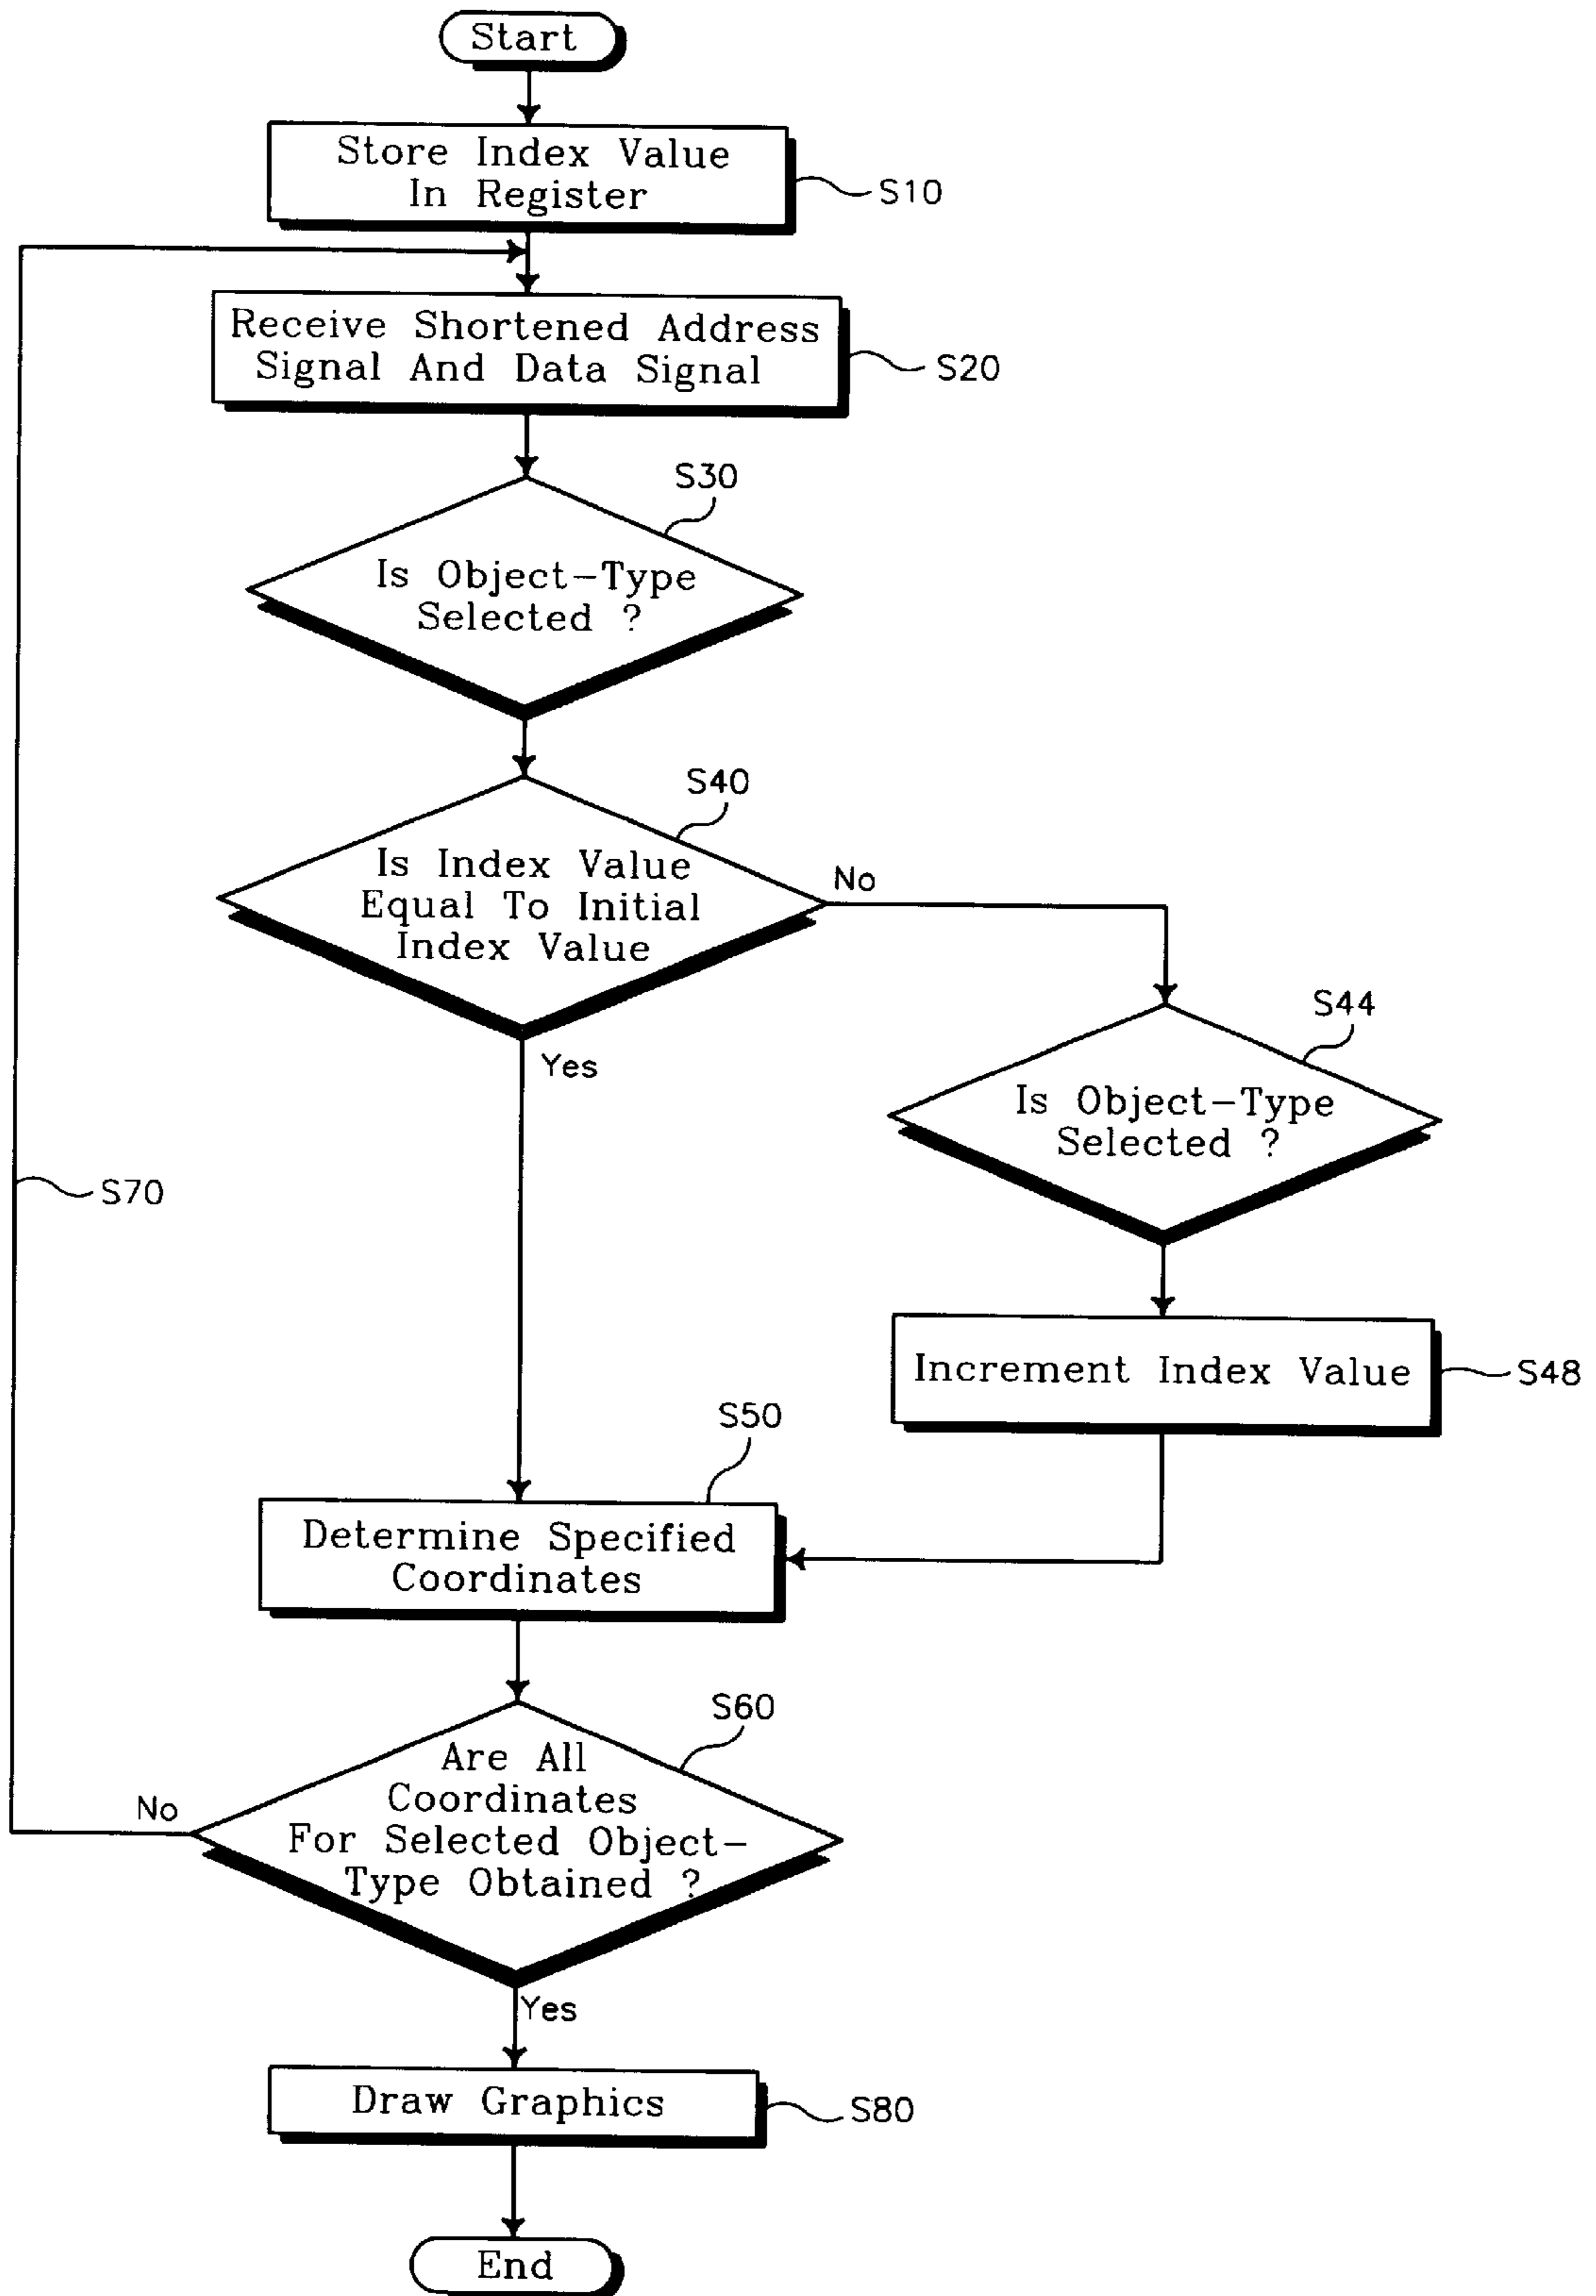 Start
Store Index Value
In Register
S10
Receive Shortened Address
Signal And Data Signal
S20
S30
Is Object-Type
Selected ?
S40
Is Index Value
Equal To Initial
Index Value
No
Yes
S44
Is Object-Type
Selected ?
S70
Increment Index Value
S48
S50
Determine Specified
Coordinates
S60
Are All
Coordinates
For Selected Object-
Type Obtained ?
No
Yes
Draw Graphics
S80
End